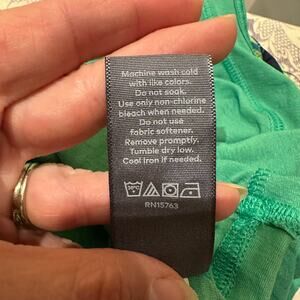 Machine wash cold
with like colors.
Do not soak.
Use only non-chlorine
bleach when needed.
Do not use
fabric softener.
Remove promptly.
Tumble dry low.
Cool iron if needed.
30°C
RN15763